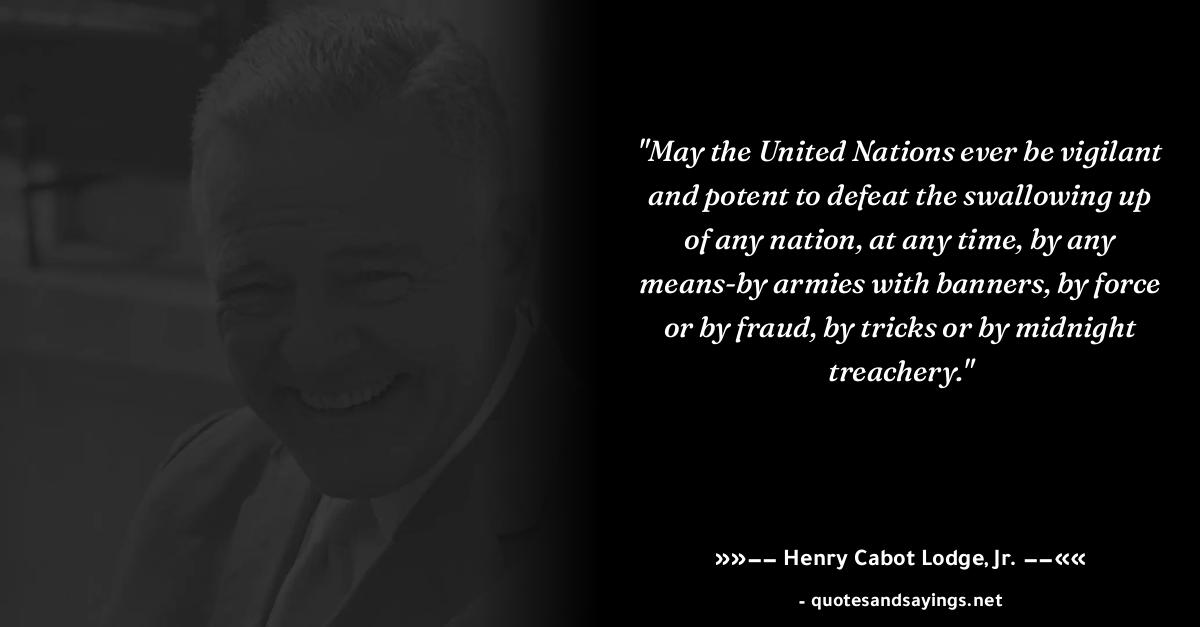 "May the United Nations ever be vigilant
and potent to defeat the swallowing up
of any nation, at any time, by any
means-by armies with banners, by force
or by fraud, by tricks or by midnight
treachery."
»»−− Henry Cabot Lodge, Jr. −−««
- quotesandsayings.net